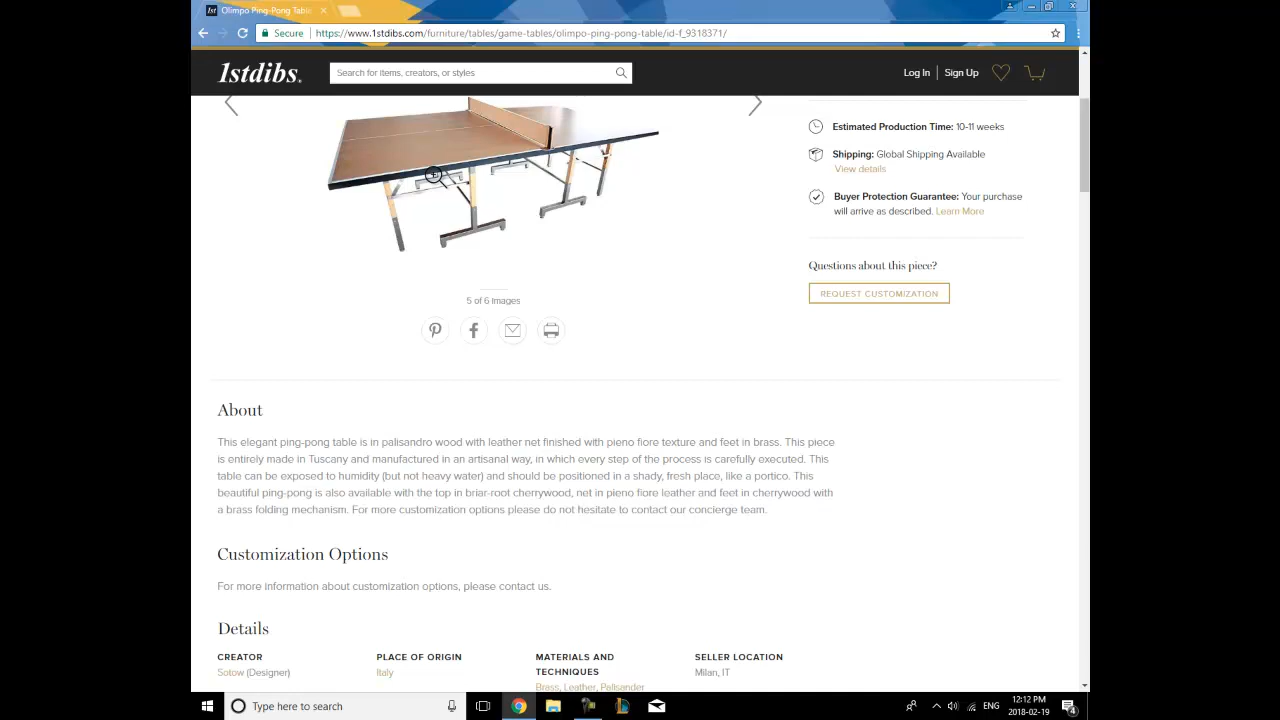 1st Olimpo Ping-Pong Table
Secure https://www.1stdibs.com/furniture/tables/game-tables/olimpo-ping-pong-table/id-f_9318371/
1stdibs.
Search for items, creators, or styles
Log In Sign Up
Estimated Production Time: 10-11 weeks
Shipping: Global Shipping Available
View details
Buyer Protection Guarantee: Your purchase
will arrive as described. Learn More
Questions about this piece?
REQUEST CUSTOMIZATION
5 of 6 Images
About
This elegant ping-pong table is in palisandro wood with leather net finished with pieno fiore texture and feet in brass. This piece
is entirely made in Tuscany and manufactured in an artisanal way, in which every step of the process is carefully executed. This
table can be exposed to humidity (but not heavy water) and should be positioned in a shady, fresh place, like a portico. This
beautiful ping-pong is also available with the top in briar-root cherrywood, net in pieno fiore leather and feet in cherrywood with
a brass folding mechanism. For more customization options please do not hesitate to contact our concierge team.
Customization Options
For more information about customization options, please contact us.
Details
CREATOR
Sotow (Designer)
PLACE OF ORIGIN
Italy
MATERIALS AND
TECHNIQUES
Brass, Leather, Palisander
SELLER LOCATION
Milan, IT
Type here to search
ENG
12:12 PM
2018-02-19
4